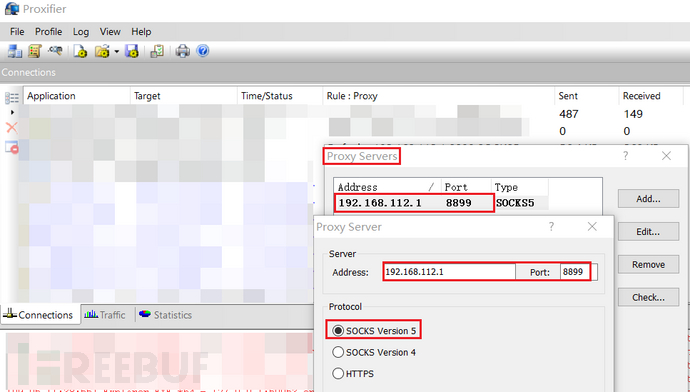 Proxifier
File Profile Log View Help
Connections
Application Target Time/Status Rule : Proxy Sent Received
487 149
0 0
Proxy Servers ? ×
Address / Port Type
192.168.112.1 8899 SOCKS5
Add...
Edit...
Remove
Check...
Proxy Server ? ×
Server
Address: 192.168.112.1 Port: 8899
Protocol
SOCKS Version 5
SOCKS Version 4
HTTPS
Connections Traffic Statistics
REEBUF